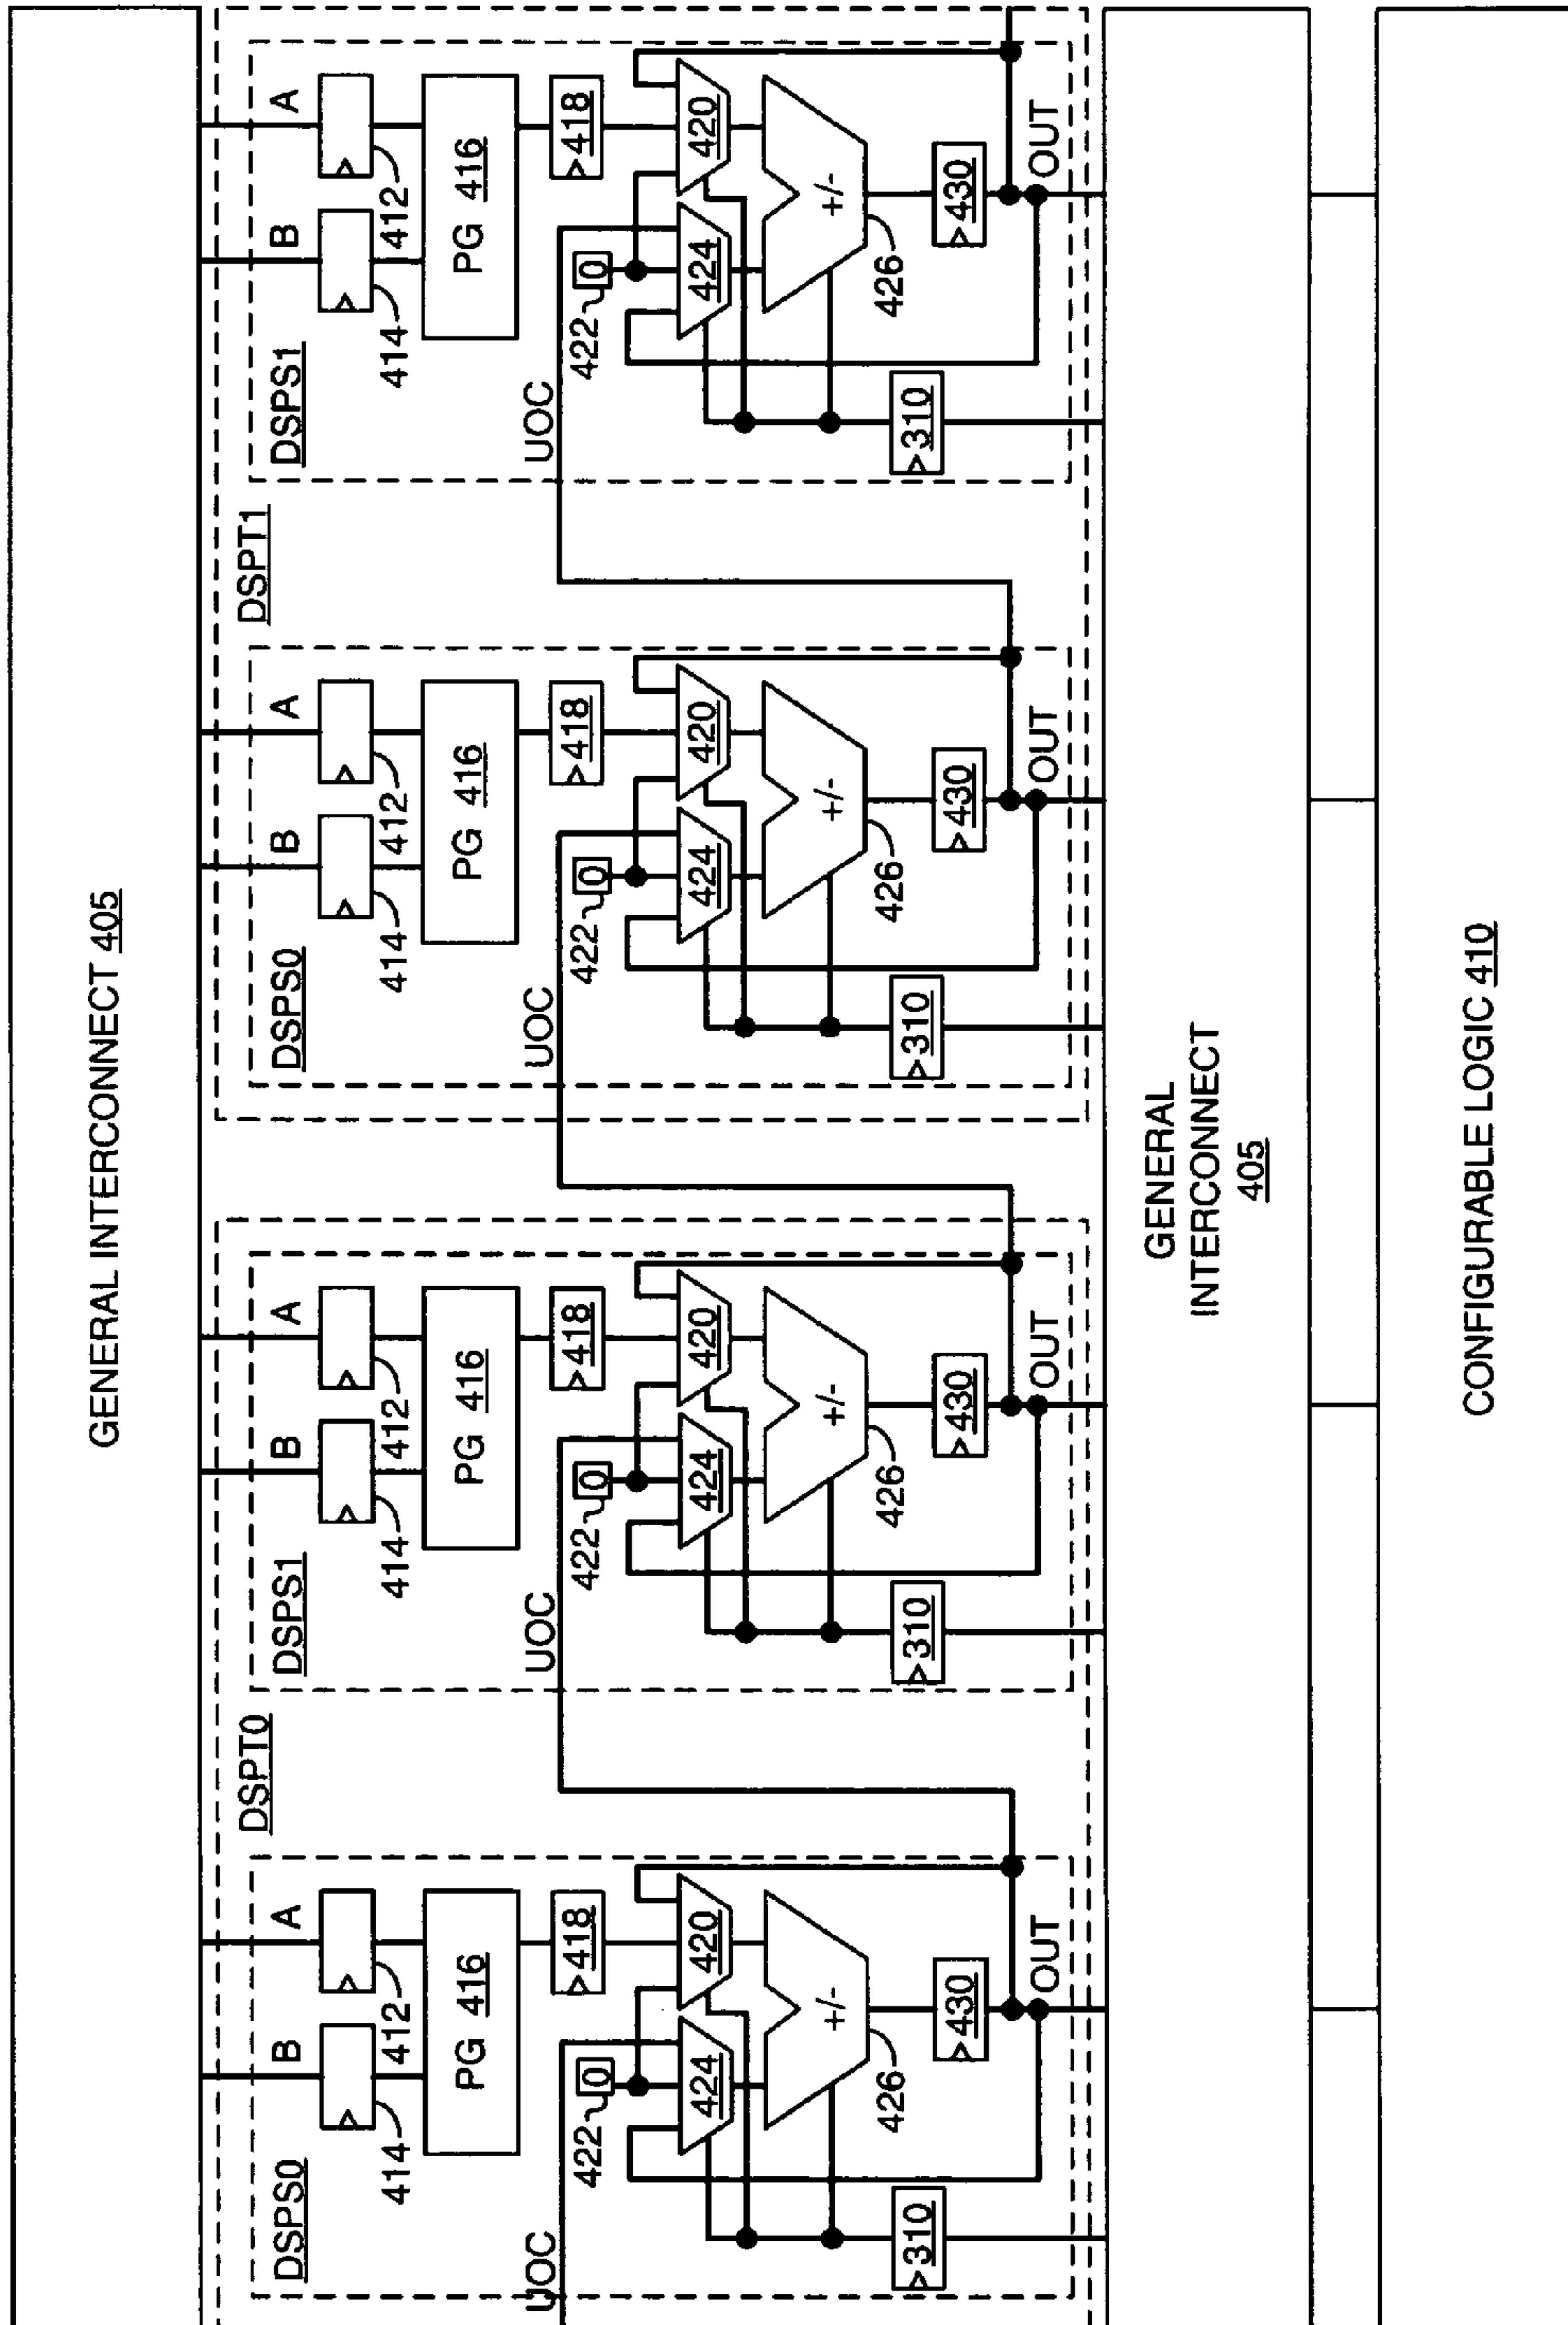 GENERAL INTERCONNECT 405
DSPT0
DSPS0
B
A
414
412
PG 416
UOC
418
422
0
424
420
+/-
426
310
430
OUT
DSPS1
B
A
414
412
PG 416
UOC
418
422
0
424
420
+/-
426
310
430
OUT
DSPT1
DSPS0
B
A
414
412
PG 416
UOC
418
422
0
424
420
+/-
426
310
430
OUT
DSPS1
B
A
414
412
PG 416
UOC
418
422
0
424
420
+/-
426
310
430
OUT
GENERAL
INTERCONNECT
405
CONFIGURABLE LOGIC 410